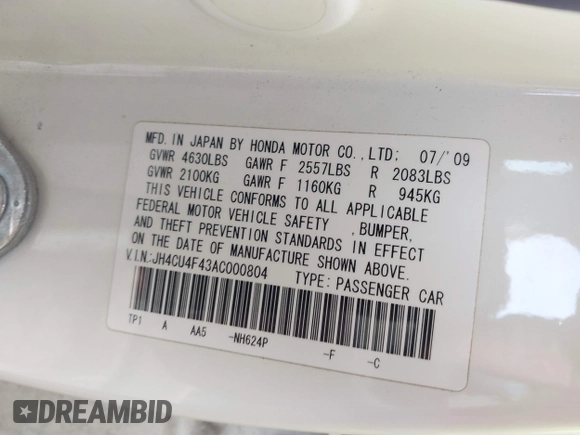 MFD. IN JAPAN BY HONDA MOTOR CO.,LTD; 07/'09
GVWR 4630LBS GAWR F 2557LBS R 2083LBS
GVWR 2100KG GAWR F 1160KG R 945KG
THIS VEHICLE CONFORMS TO ALL APPLICABLE
FEDERAL MOTOR VEHICLE SAFETY ,BUMPER,
AND THEFT PREVENTION STANDARDS IN EFFECT
ON THE DATE OF MANUFACTURE SHOWN ABOVE.
V.I.N:JH4CU4F43AC000804 TYPE: PASSENGER CAR
TP1 A AA5 -NH624P -F -C
DREAMBID